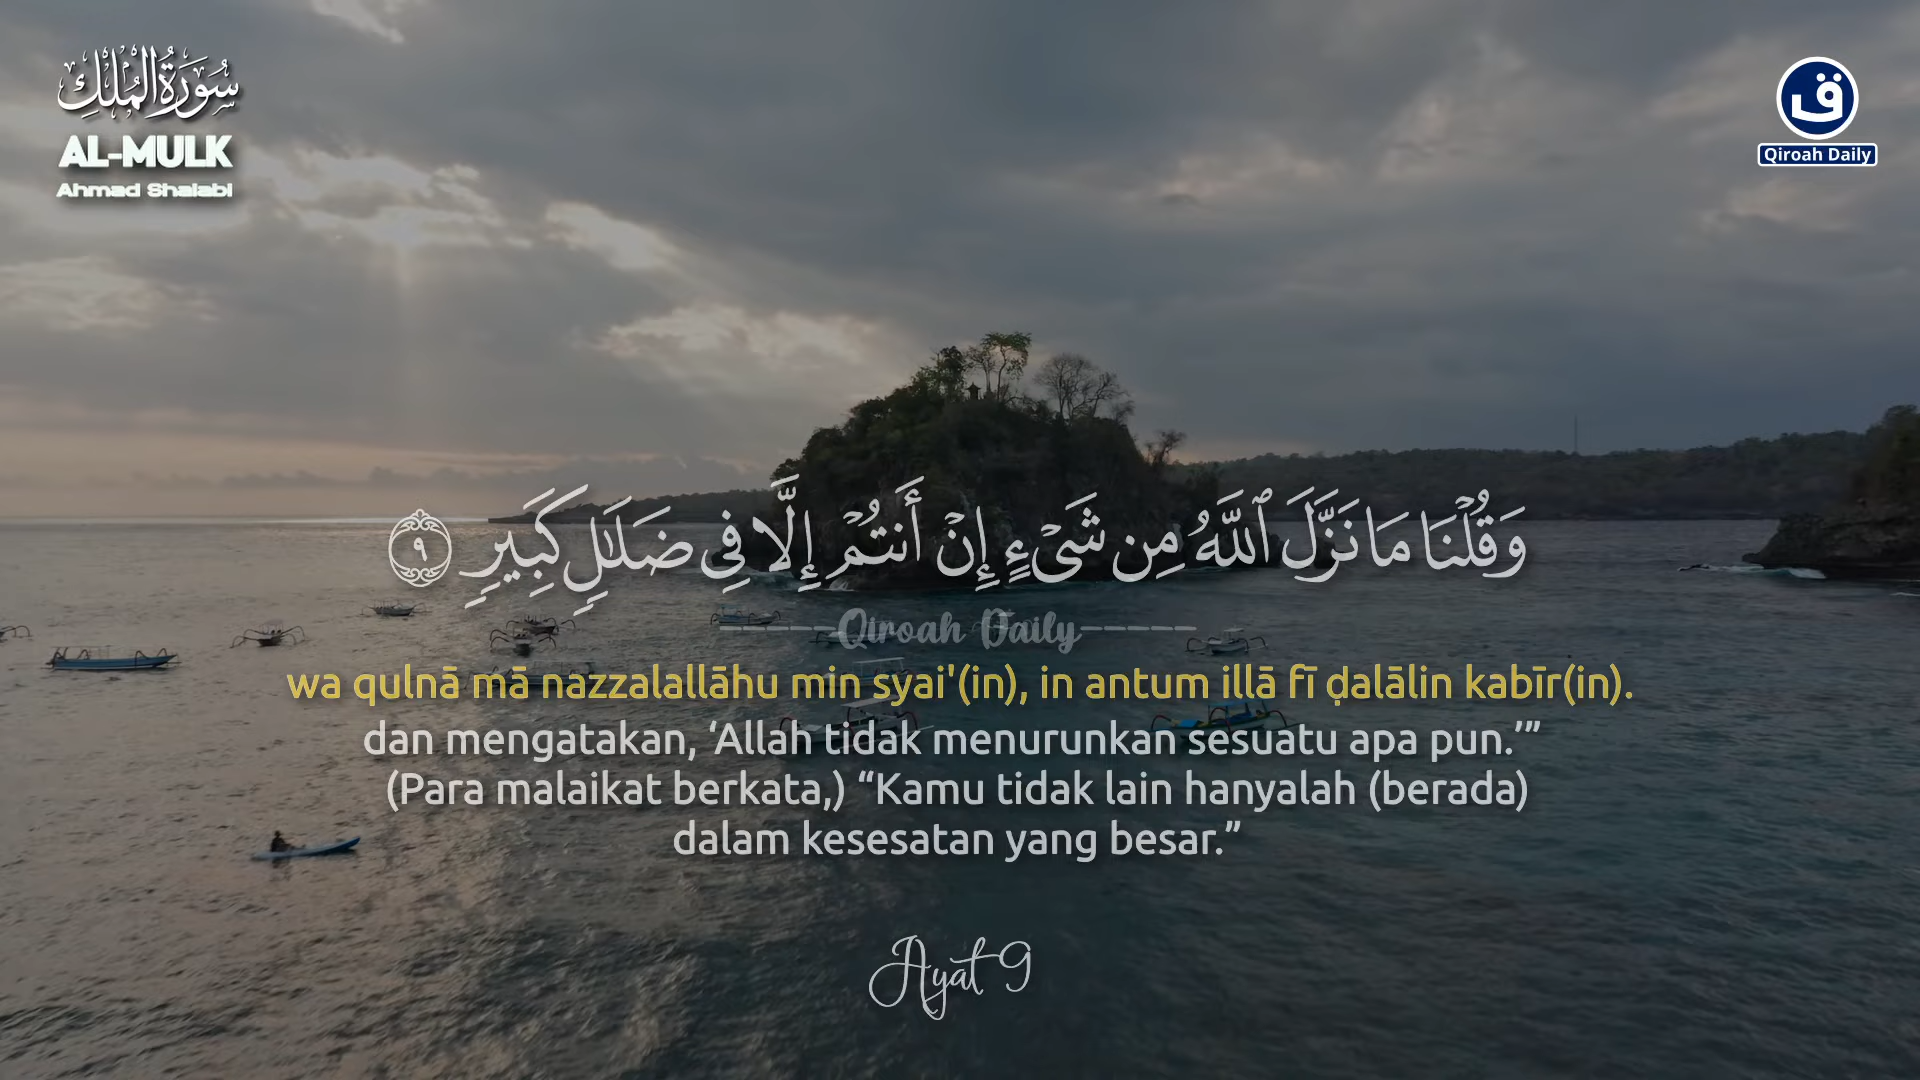 سُورَةُ الْمُلْكِ
AL-MULK
Ahmad Shalabi
ق
Qiroah Daily
وَقُلْنَا مَا نَزَّلَ ٱللَّهُ مِن شَىْءٍ إِنْ أَنتُمْ إِلَّا فِى ضَلَٰلٍ كَبِيرٍ ٩
------Qiroah Daily------
wa qulnā mā nazzalallāhu min syai'(in), in antum illā fī ḍalālin kabīr(in).
dan mengatakan, ‘Allah tidak menurunkan sesuatu apa pun.’”
(Para malaikat berkata,) “Kamu tidak lain hanyalah (berada)
dalam kesesatan yang besar.”
Ayat 9